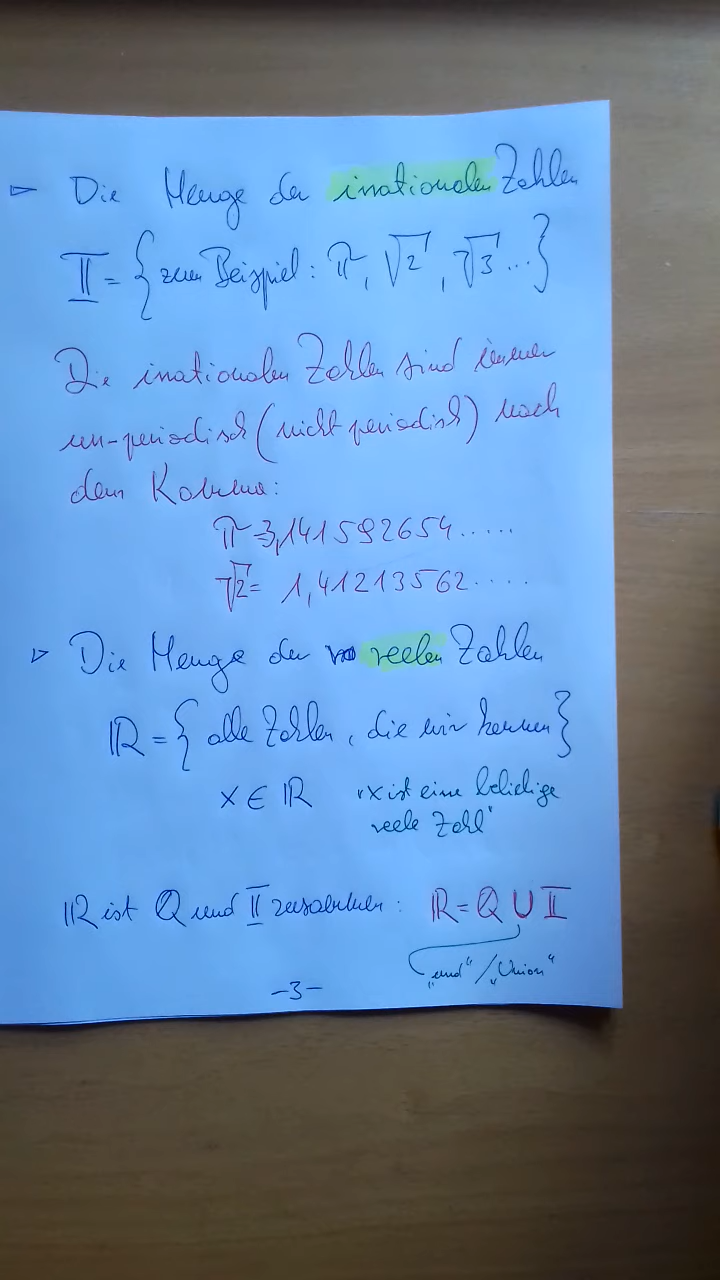 ▷ Die Menge der irrationalen Zahlen
𝕀 = { zum Beispiel: π, √2, √3 ... }
Die irrationalen Zahlen sind immer
un-periodisch (nicht periodisch) nach
dem Komma:
π = 3,141592654.....
√2 = 1,41213562.....
▷ Die Menge der reelen Zahlen
ℝ = { alle Zahlen, die wir kennen }
x ∈ ℝ "x ist eine beliebige
reele Zahl"
ℝ ist ℚ und 𝕀 zusammen: ℝ = ℚ ∪ 𝕀
„und“ / „Union“
-3-